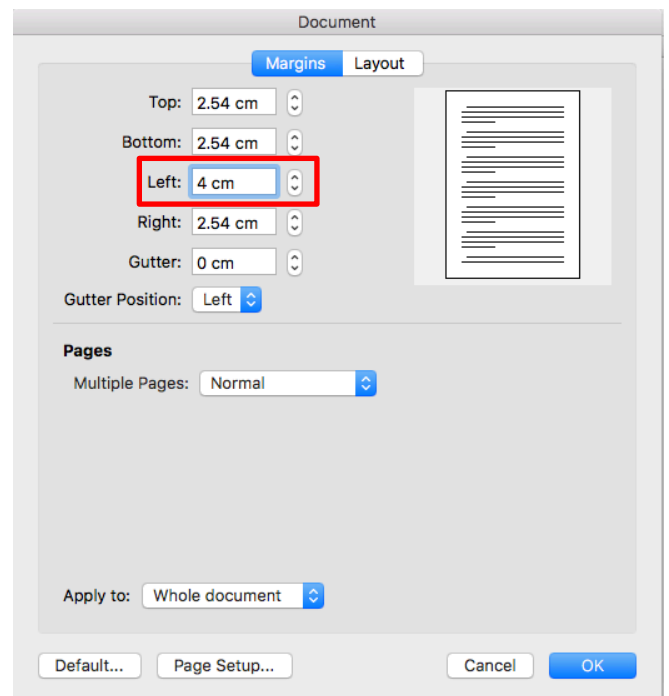 Document
Margins Layout
Top: 2.54 cm
Bottom: 2.54 cm
Left: 4 cm
Right: 2.54 cm
Gutter: 0 cm
Gutter Position: Left
Pages
Multiple Pages: Normal
Apply to: Whole document
Default... Page Setup... Cancel OK